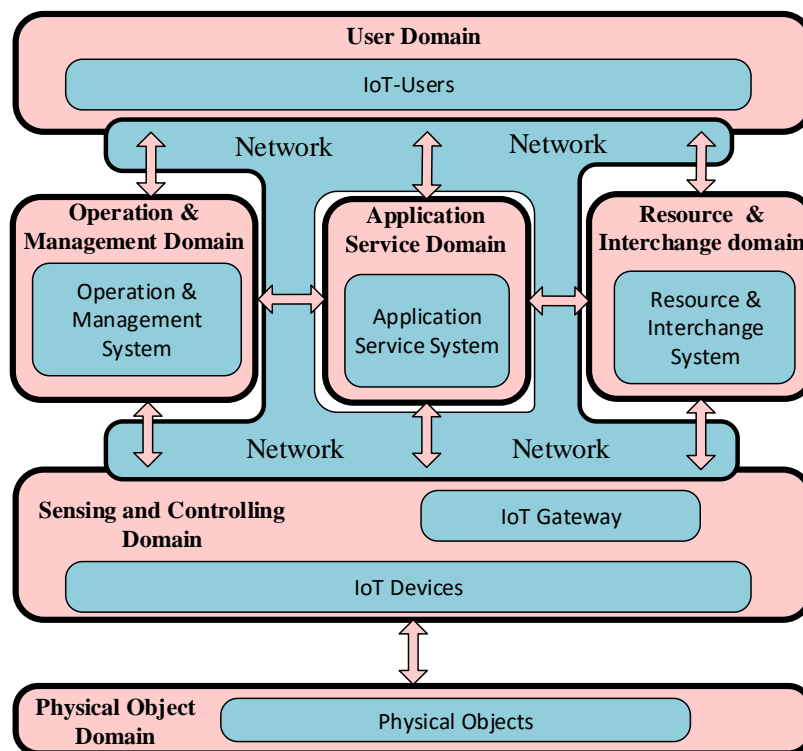 User Domain
IoT-Users
Network
Network
Operation &
Management Domain
Operation &
Management
System
Application
Service Domain
Application
Service System
Resource &
Interchange domain
Resource &
Interchange
System
Network
Network
Sensing and Controlling
Domain
IoT Gateway
IoT Devices
Physical Object
Domain
Physical Objects